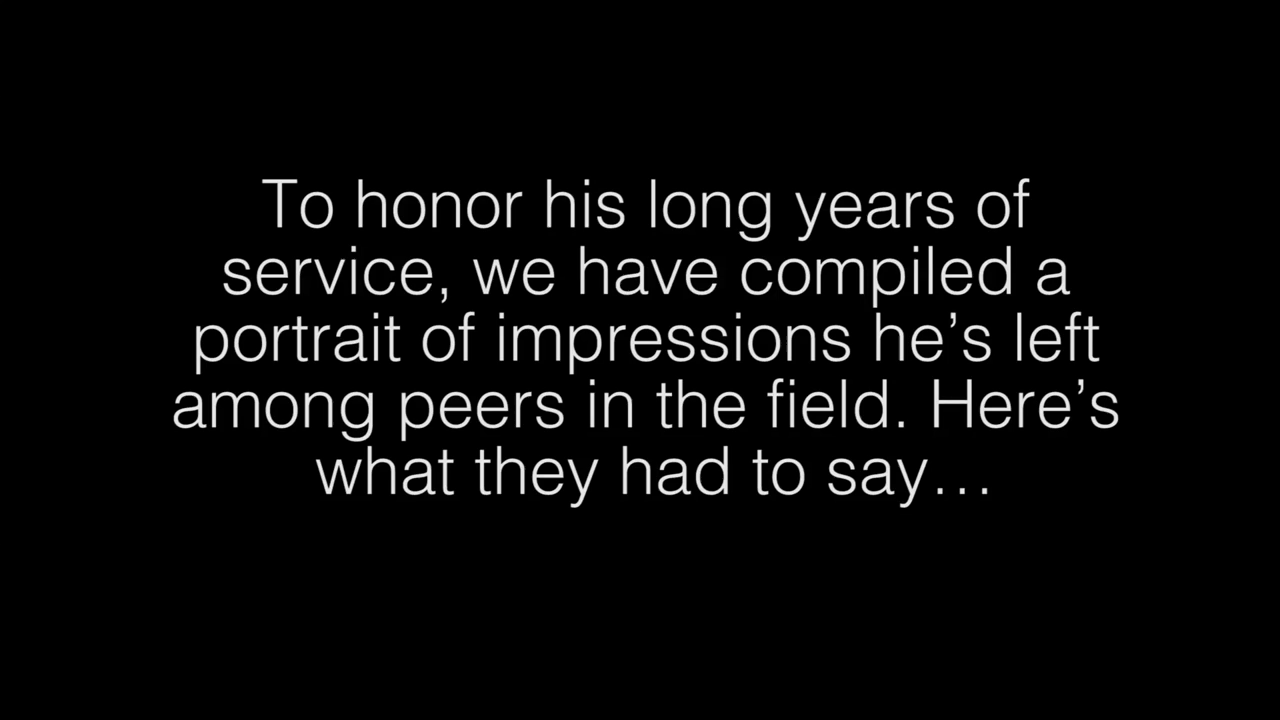 To honor his long years of
service, we have compiled a
portrait of impressions he’s left
among peers in the field. Here’s
what they had to say…